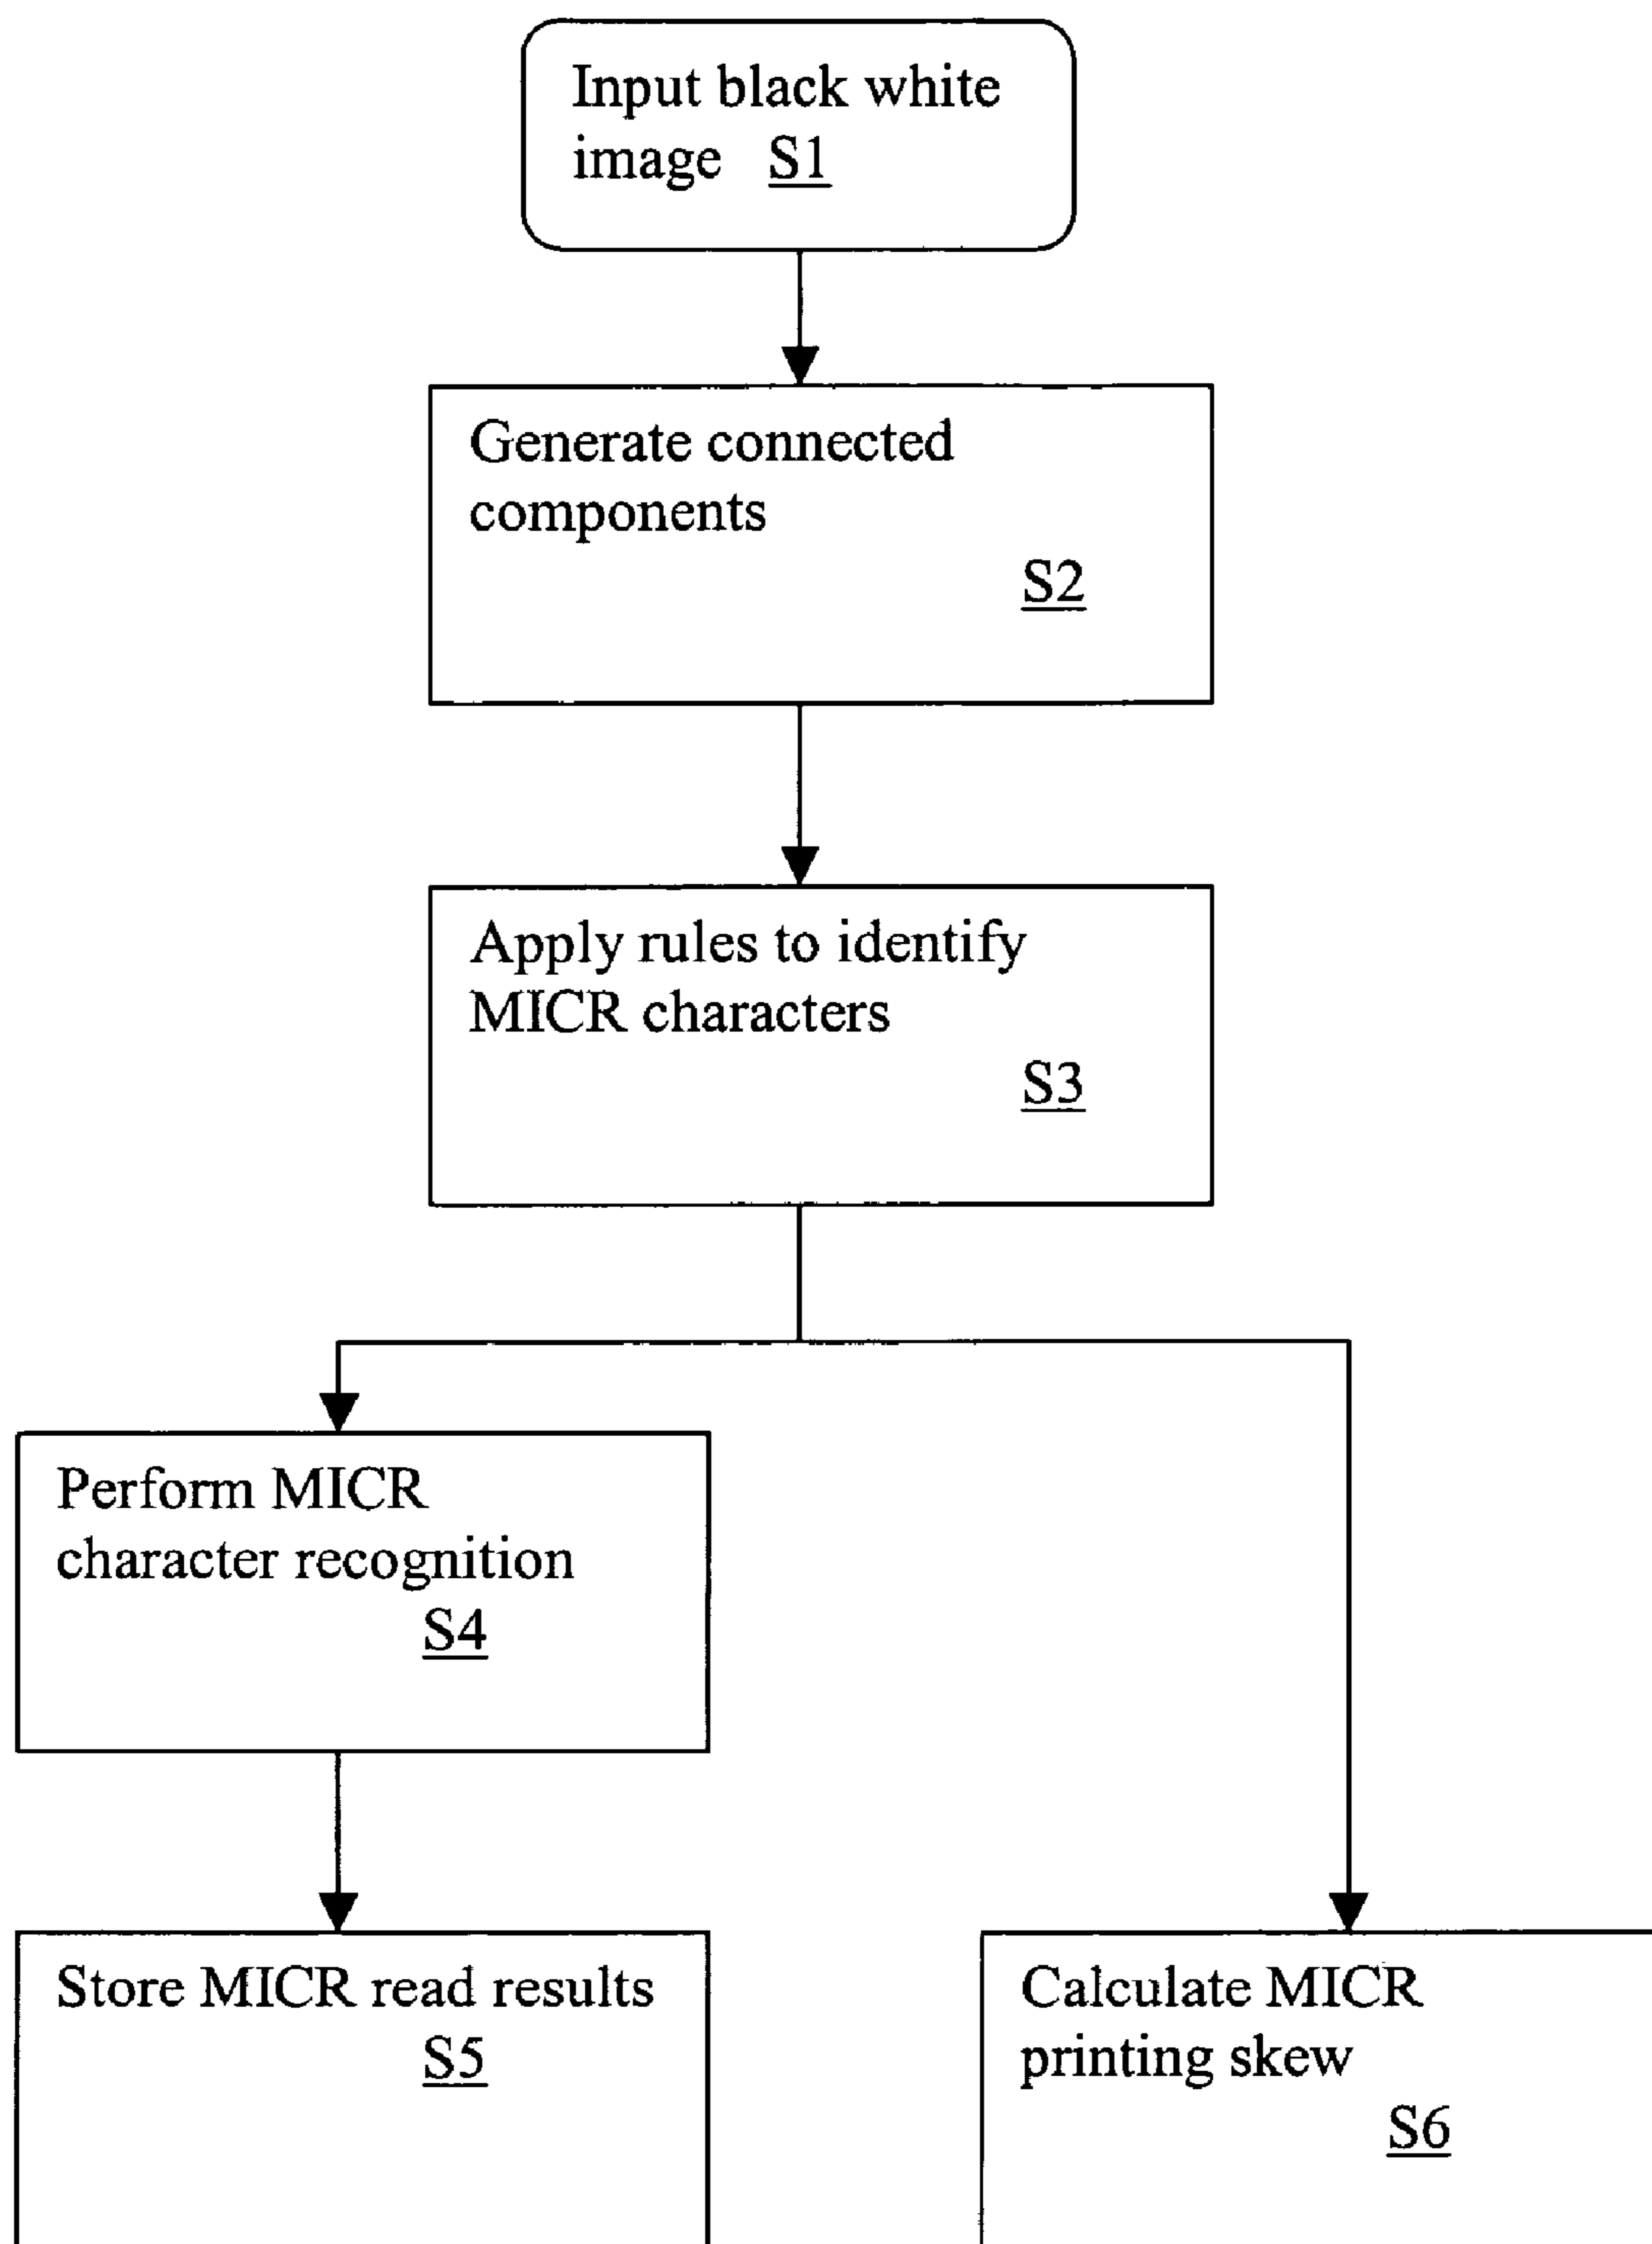 Input black white
image S1
Generate connected
components
S2
Apply rules to identify
MICR characters
S3
Perform MICR
character recognition
S4
Store MICR read results
S5
Calculate MICR
printing skew
S6